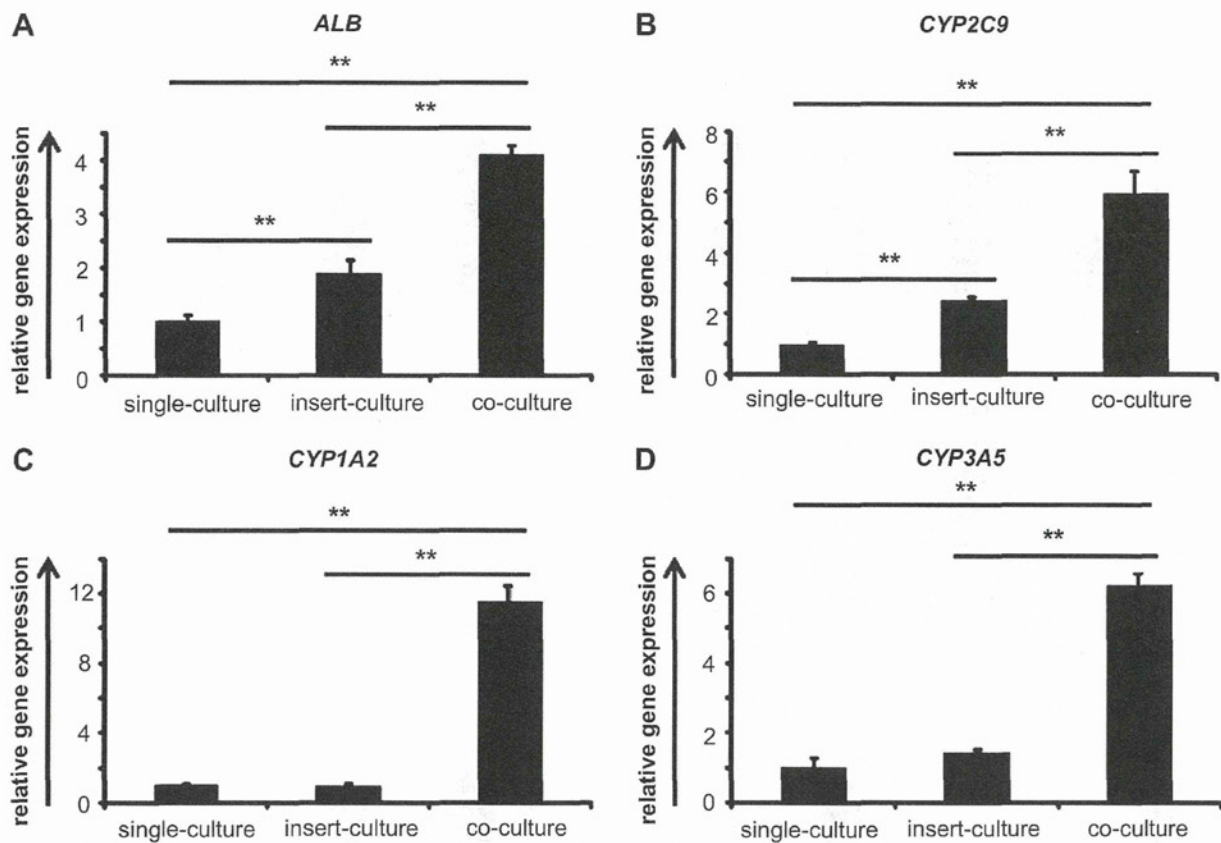 A
ALB
**
**
**
relative gene expression
4
3
2
1
0
single-culture
insert-culture
co-culture
B
CYP2C9
**
**
**
relative gene expression
8
6
4
2
0
single-culture
insert-culture
co-culture
C
CYP1A2
**
**
relative gene expression
12
8
4
0
single-culture
insert-culture
co-culture
D
CYP3A5
**
**
relative gene expression
6
4
2
0
single-culture
insert-culture
co-culture